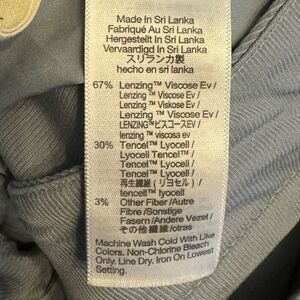 Made In Sri Lanka
Fabriqué Au Sri Lanka
Hergestellt In Sri Lanka
Vervaardigd In Sri Lanka
スリランカ製
hecho en sri lanka
67% Lenzing™ Viscose Ev /
Lenzing™ Viskose Ev /
Lenzing™ Viscose Ev /
LENZING™ビスコースEV /
lenzing™ viscosa ev
30% Tencel™ Lyocell /
Lyocell Tencel™ /
Tencel™ Lyocell /
Tencel™ Lyocell /
再生繊維 (リヨセル) /
tencel™ lyocell
3% Other Fiber /Autre
Fibre /Sonstige
Fasern /Andere Vezel /
その他繊維 /otras
Machine Wash Cold With Like
Colors. Non-Chlorine Bleach
Only. Line Dry. Iron On Lowest
Setting.